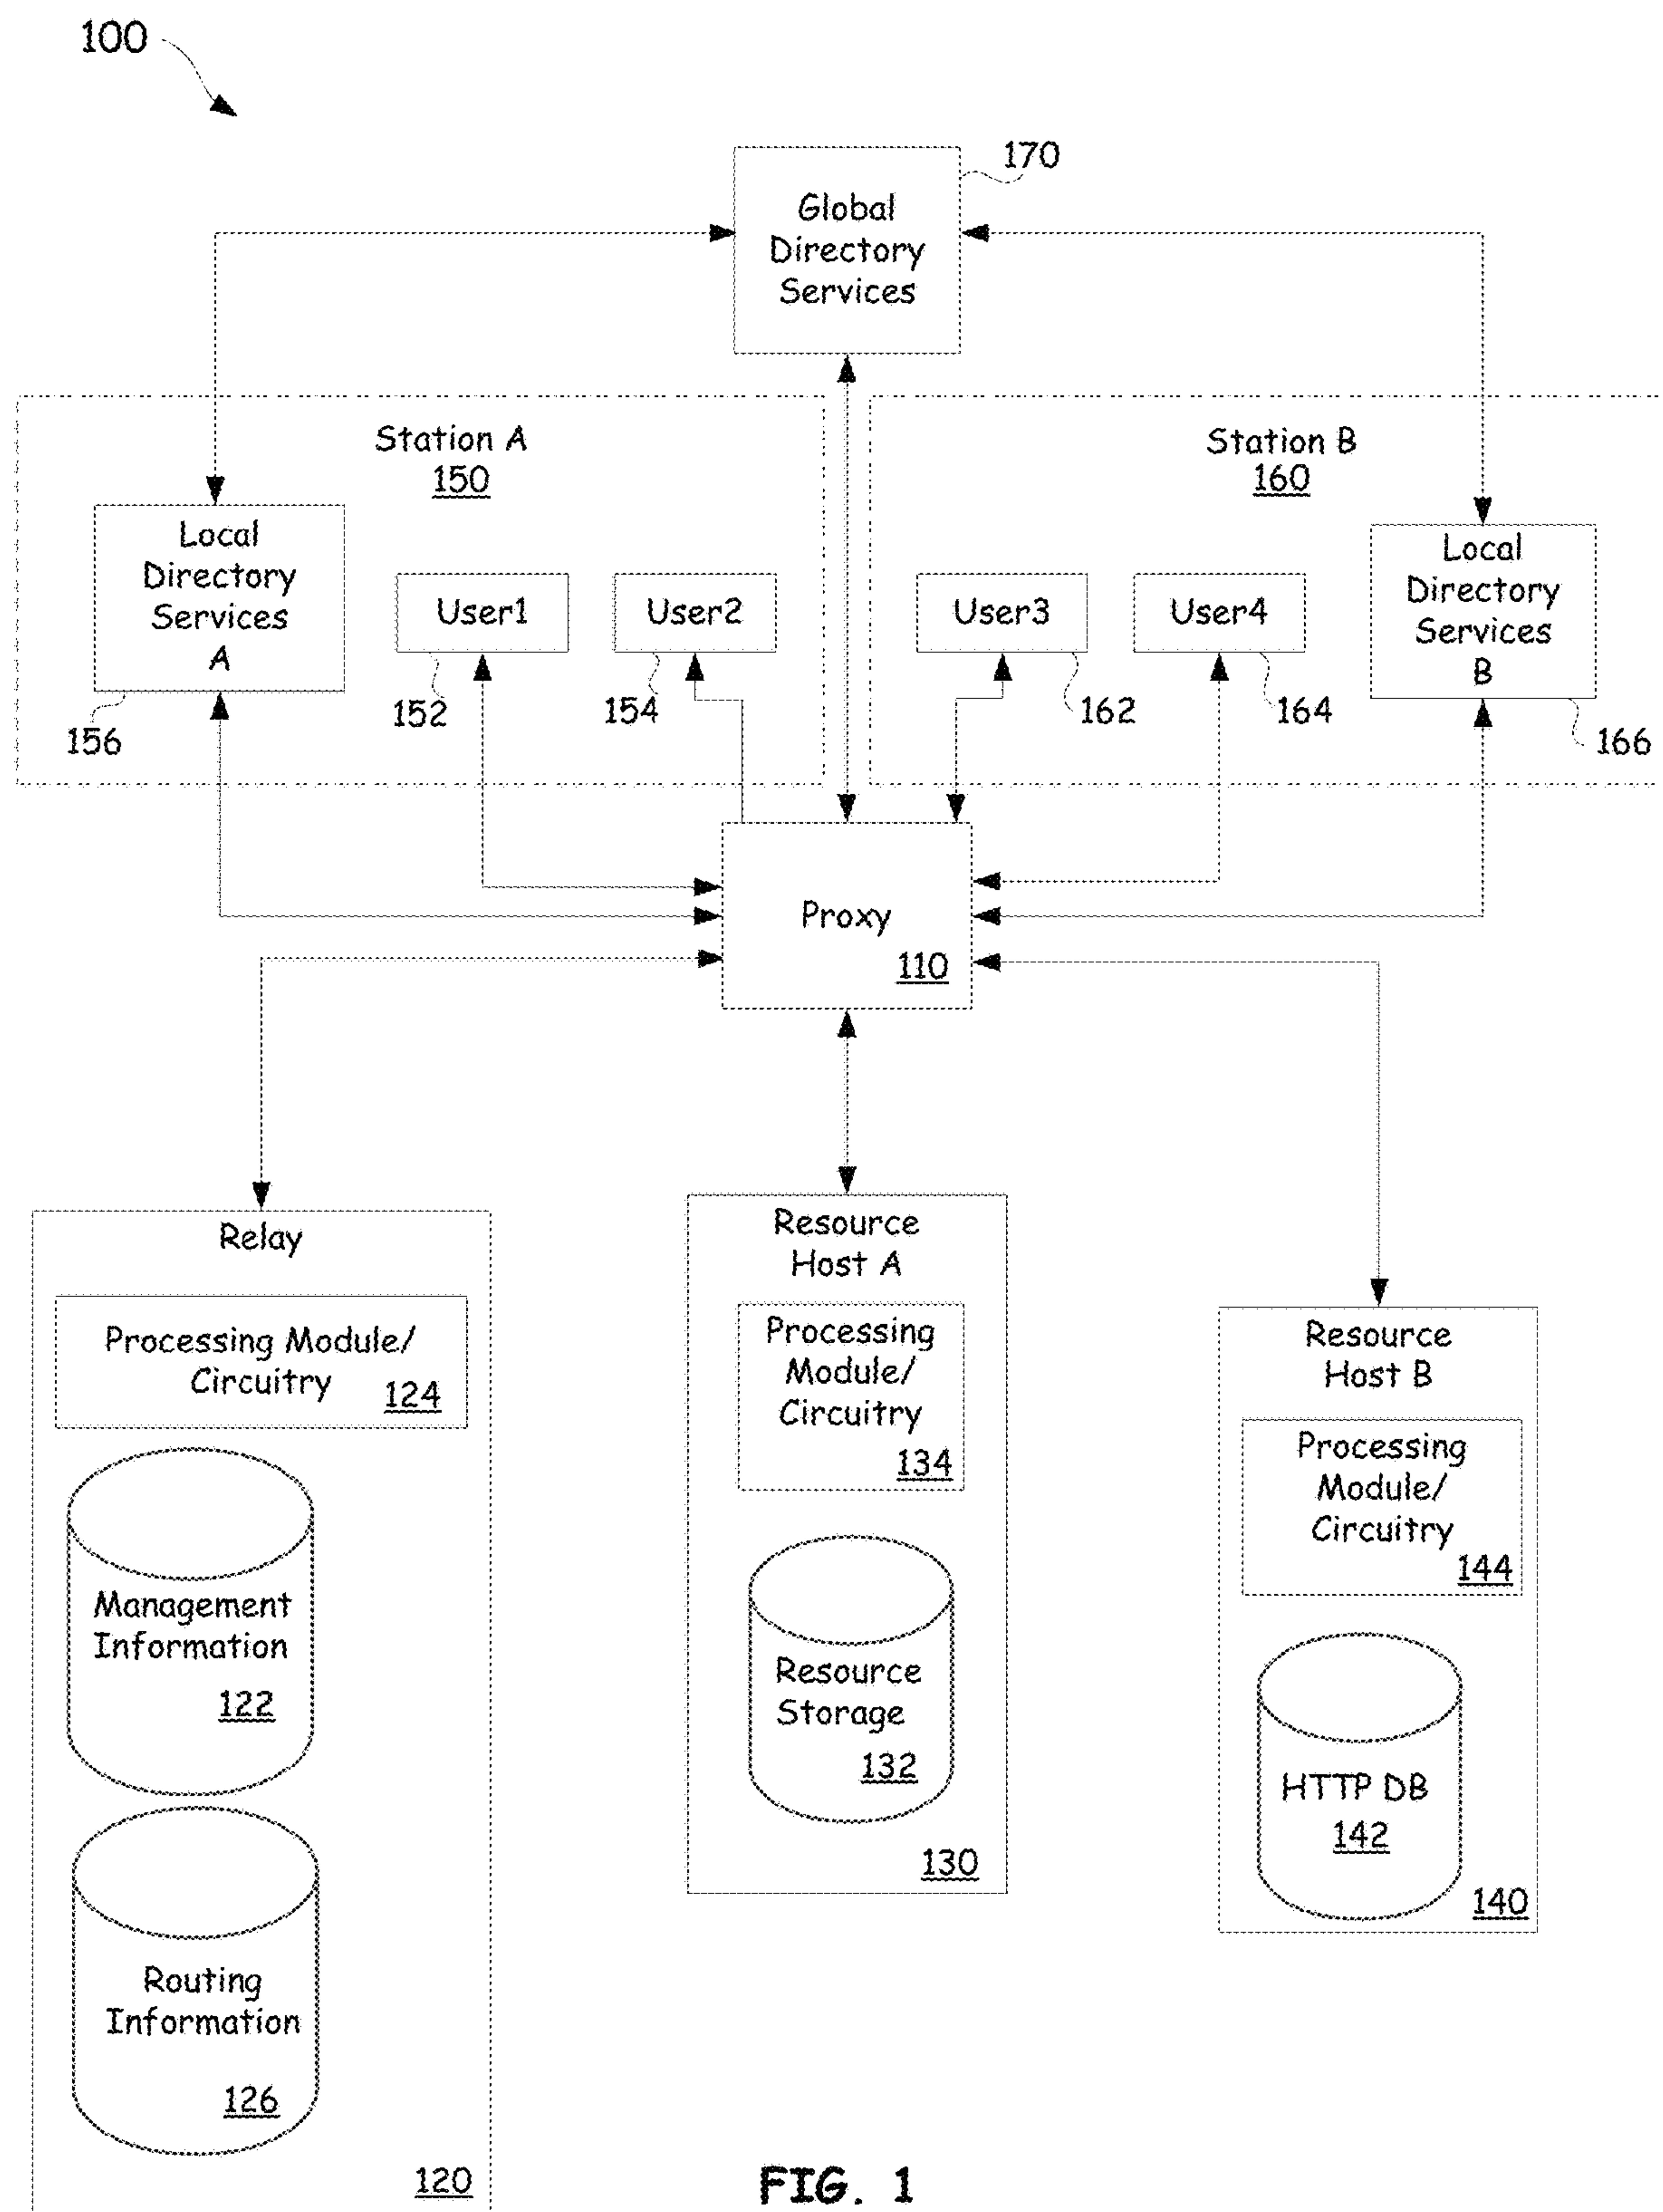 100
170
Global
Directory
Services
Station A
150
Station B
160
Local
Directory
Services
A
156
User1
152
User2
154
User3
162
User4
164
Local
Directory
Services
B
166
Proxy
110
Relay
Processing Module/
Circuitry
124
Management
Information
122
Routing
Information
126
120
Resource
Host A
Processing
Module/
Circuitry
134
Resource
Storage
132
130
Resource
Host B
Processing
Module/
Circuitry
144
HTTP DB
142
140
FIG. 1